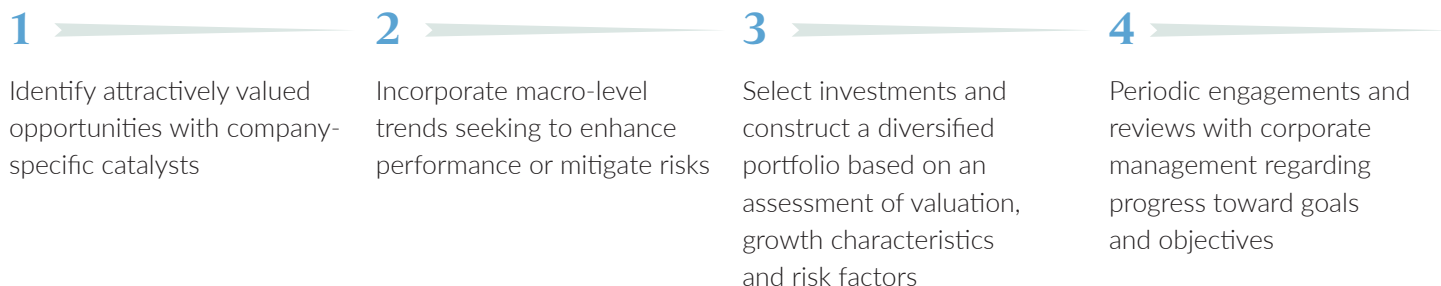 1
Identify attractively valued
opportunities with company-
specific catalysts
2
Incorporate macro-level
trends seeking to enhance
performance or mitigate risks
3
Select investments and
construct a diversified
portfolio based on an
assessment of valuation,
growth characteristics
and risk factors
4
Periodic engagements and
reviews with corporate
management regarding
progress toward goals
and objectives